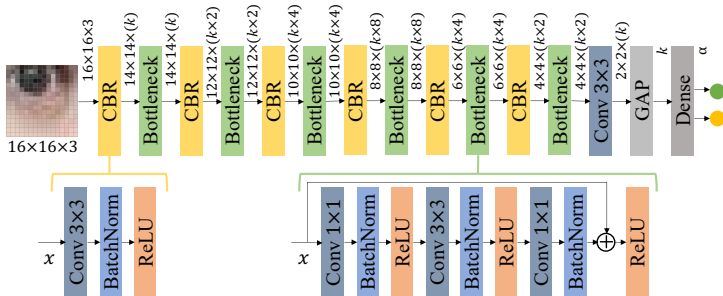 16×16×3
16×16×3
CBR
14×14×(k)
Bottleneck
14×14×(k)
CBR
12×12×(k×2)
Bottleneck
12×12×(k×2)
CBR
10×10×(k×4)
Bottleneck
10×10×(k×4)
CBR
8×8×(k×8)
Bottleneck
8×8×(k×8)
CBR
6×6×(k×4)
Bottleneck
6×6×(k×4)
CBR
4×4×(k×2)
Bottleneck
4×4×(k×2)
Conv 3×3
2×2×(k)
GAP
k
Dense
α
x
Conv 3×3
BatchNorm
ReLU
x
Conv 1×1
BatchNorm
ReLU
Conv 3×3
BatchNorm
ReLU
Conv 1×1
BatchNorm
+
ReLU